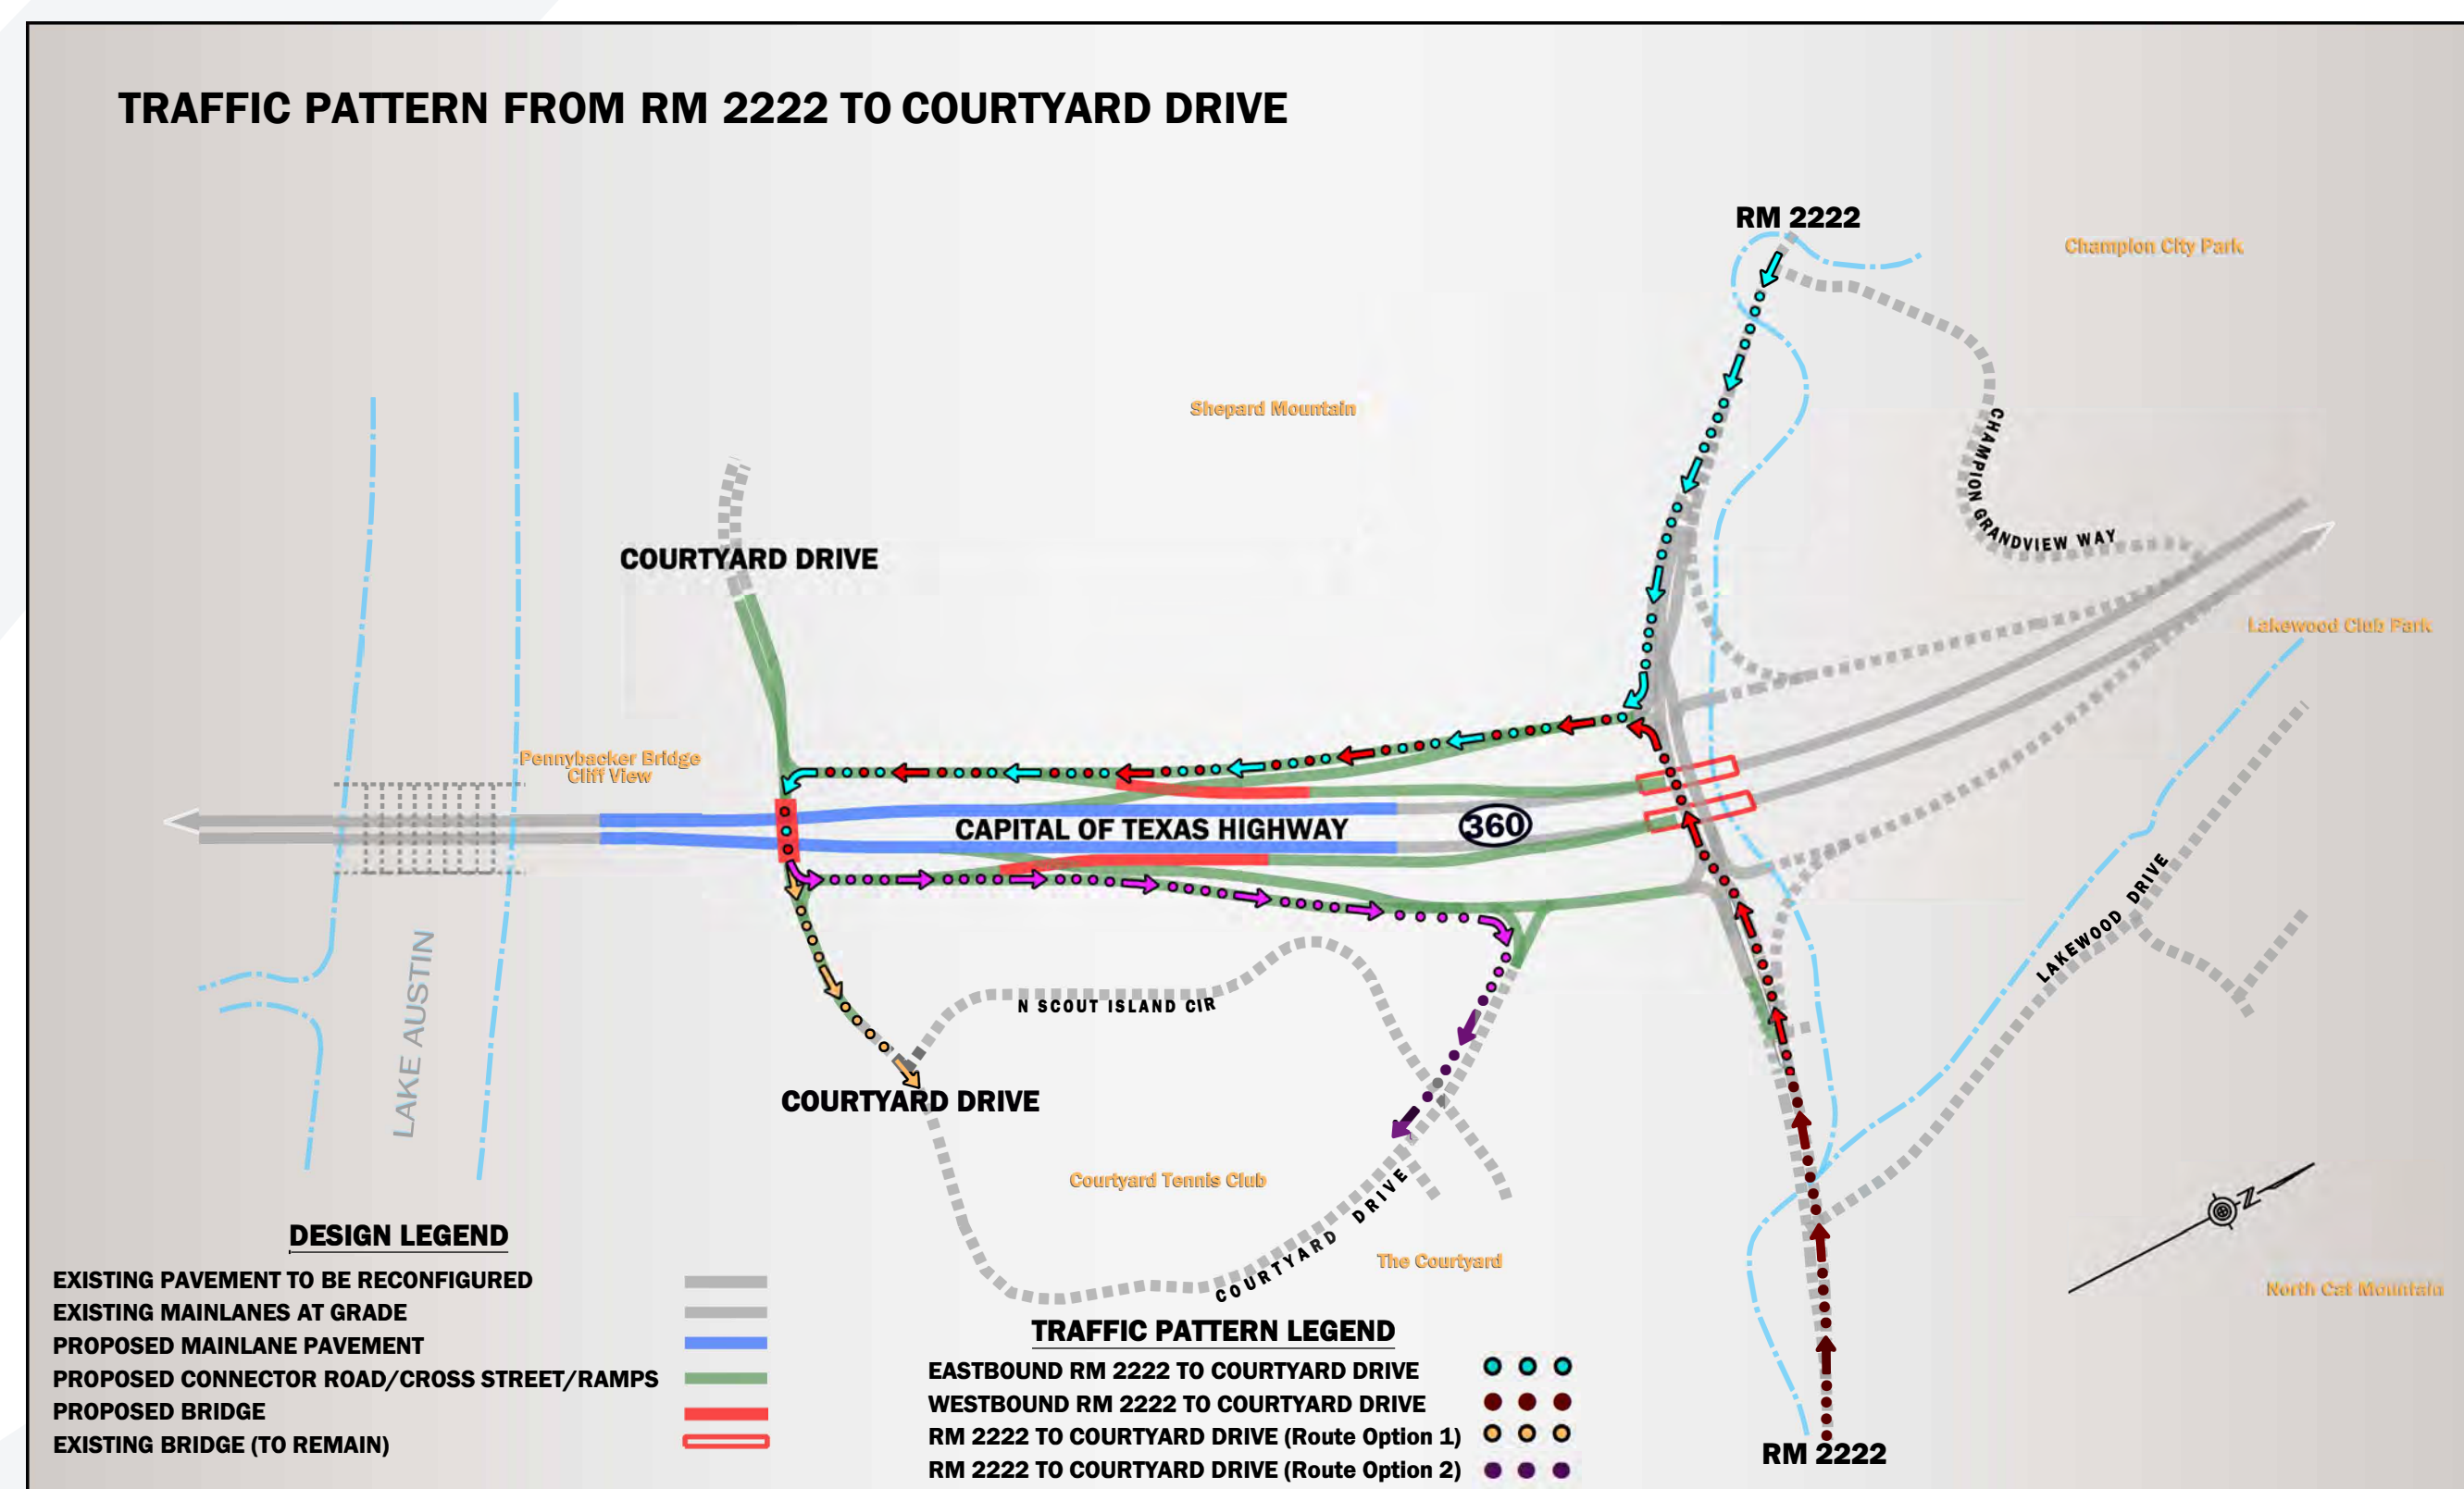 TRAFFIC PATTERN FROM RM 2222 TO COURTYARD DRIVE
RM 2222
Champion City Park
Shepard Mountain
CHAMPION GRANDVIEW WAY
COURTYARD DRIVE
Lakewood Club Park
Pennybacker Bridge
Cliff View
CAPITAL OF TEXAS HIGHWAY
360
LAKEWOOD DRIVE
LAKE AUSTIN
N SCOUT ISLAND CIR
COURTYARD DRIVE
Courtyard Tennis Club
COURTYARD DRIVE
The Courtyard
N
North Cat Mountain
RM 2222
DESIGN LEGEND
EXISTING PAVEMENT TO BE RECONFIGURED
EXISTING MAINLANES AT GRADE
PROPOSED MAINLANE PAVEMENT
PROPOSED CONNECTOR ROAD/CROSS STREET/RAMPS
PROPOSED BRIDGE
EXISTING BRIDGE (TO REMAIN)
TRAFFIC PATTERN LEGEND
EASTBOUND RM 2222 TO COURTYARD DRIVE
WESTBOUND RM 2222 TO COURTYARD DRIVE
RM 2222 TO COURTYARD DRIVE (Route Option 1)
RM 2222 TO COURTYARD DRIVE (Route Option 2)